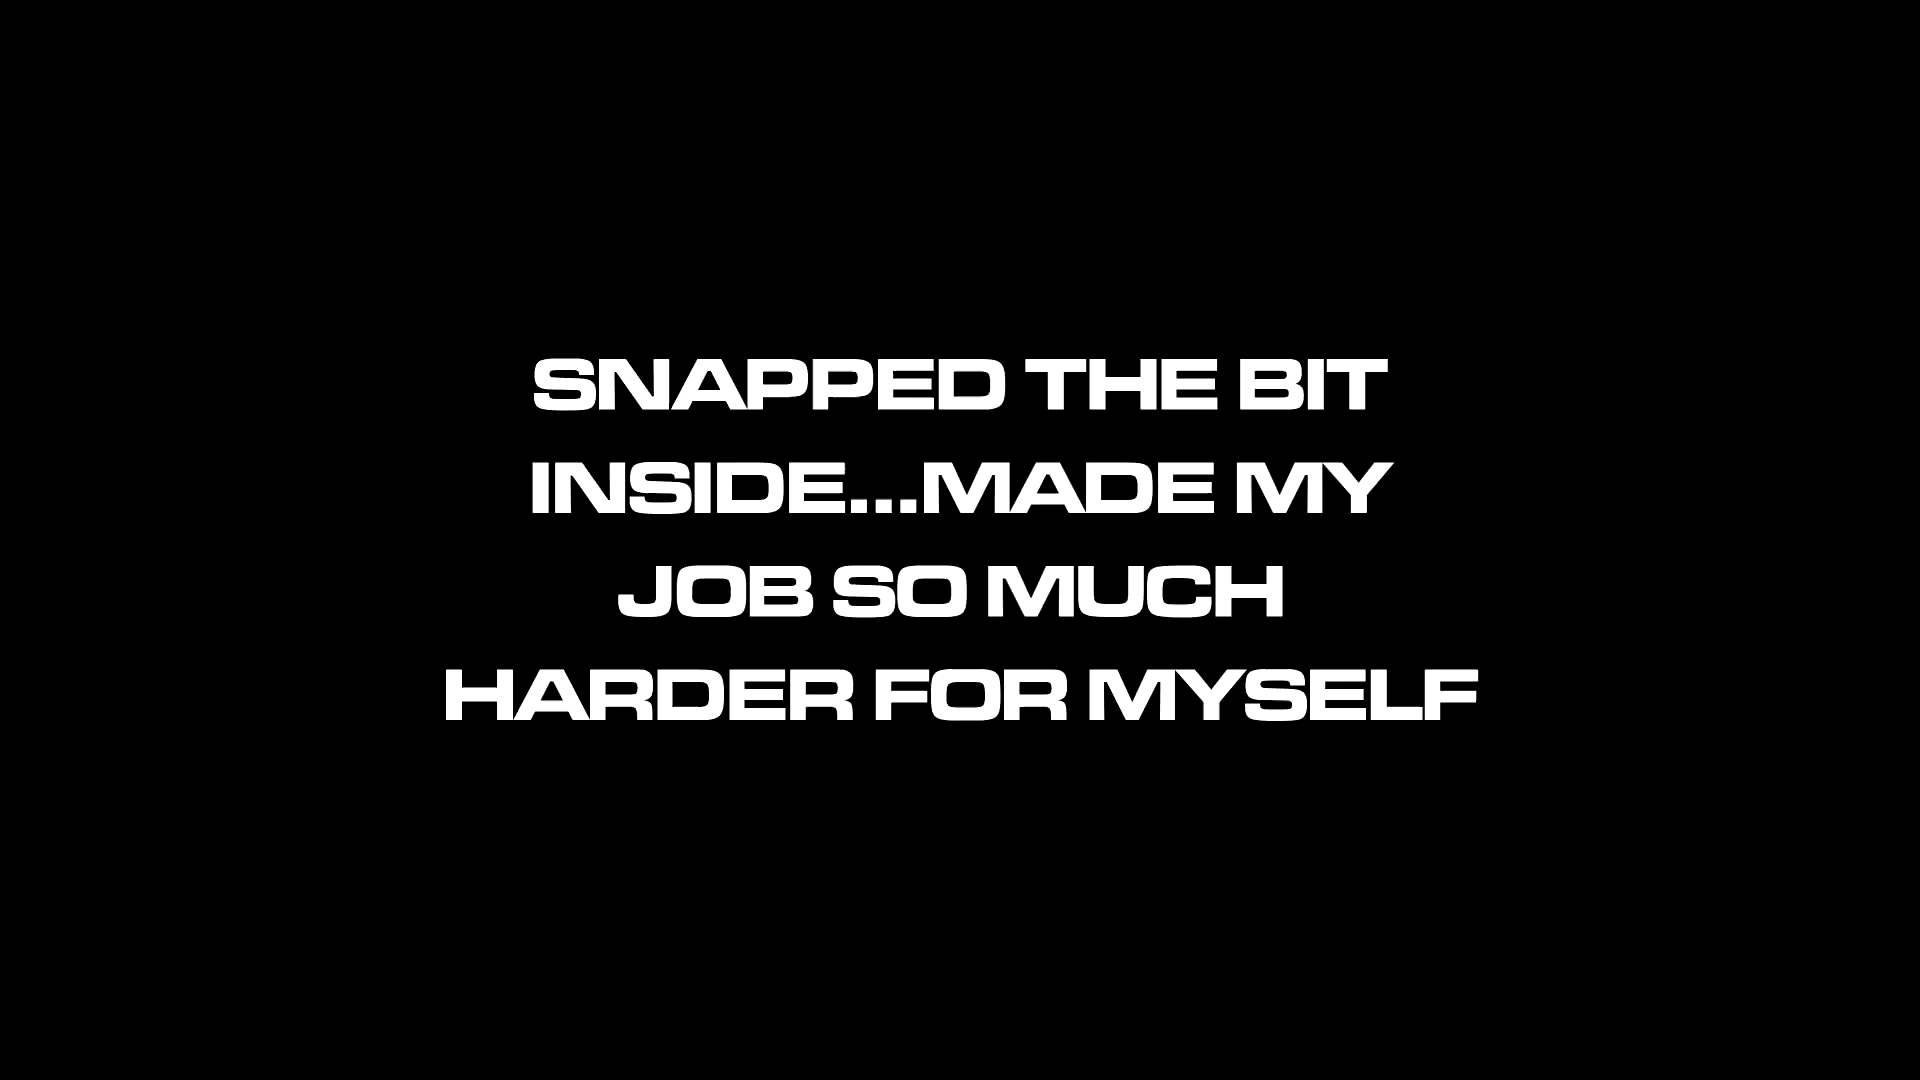 SNAPPED THE BIT
INSIDE...MADE MY
JOB SO MUCH
HARDER FOR MYSELF